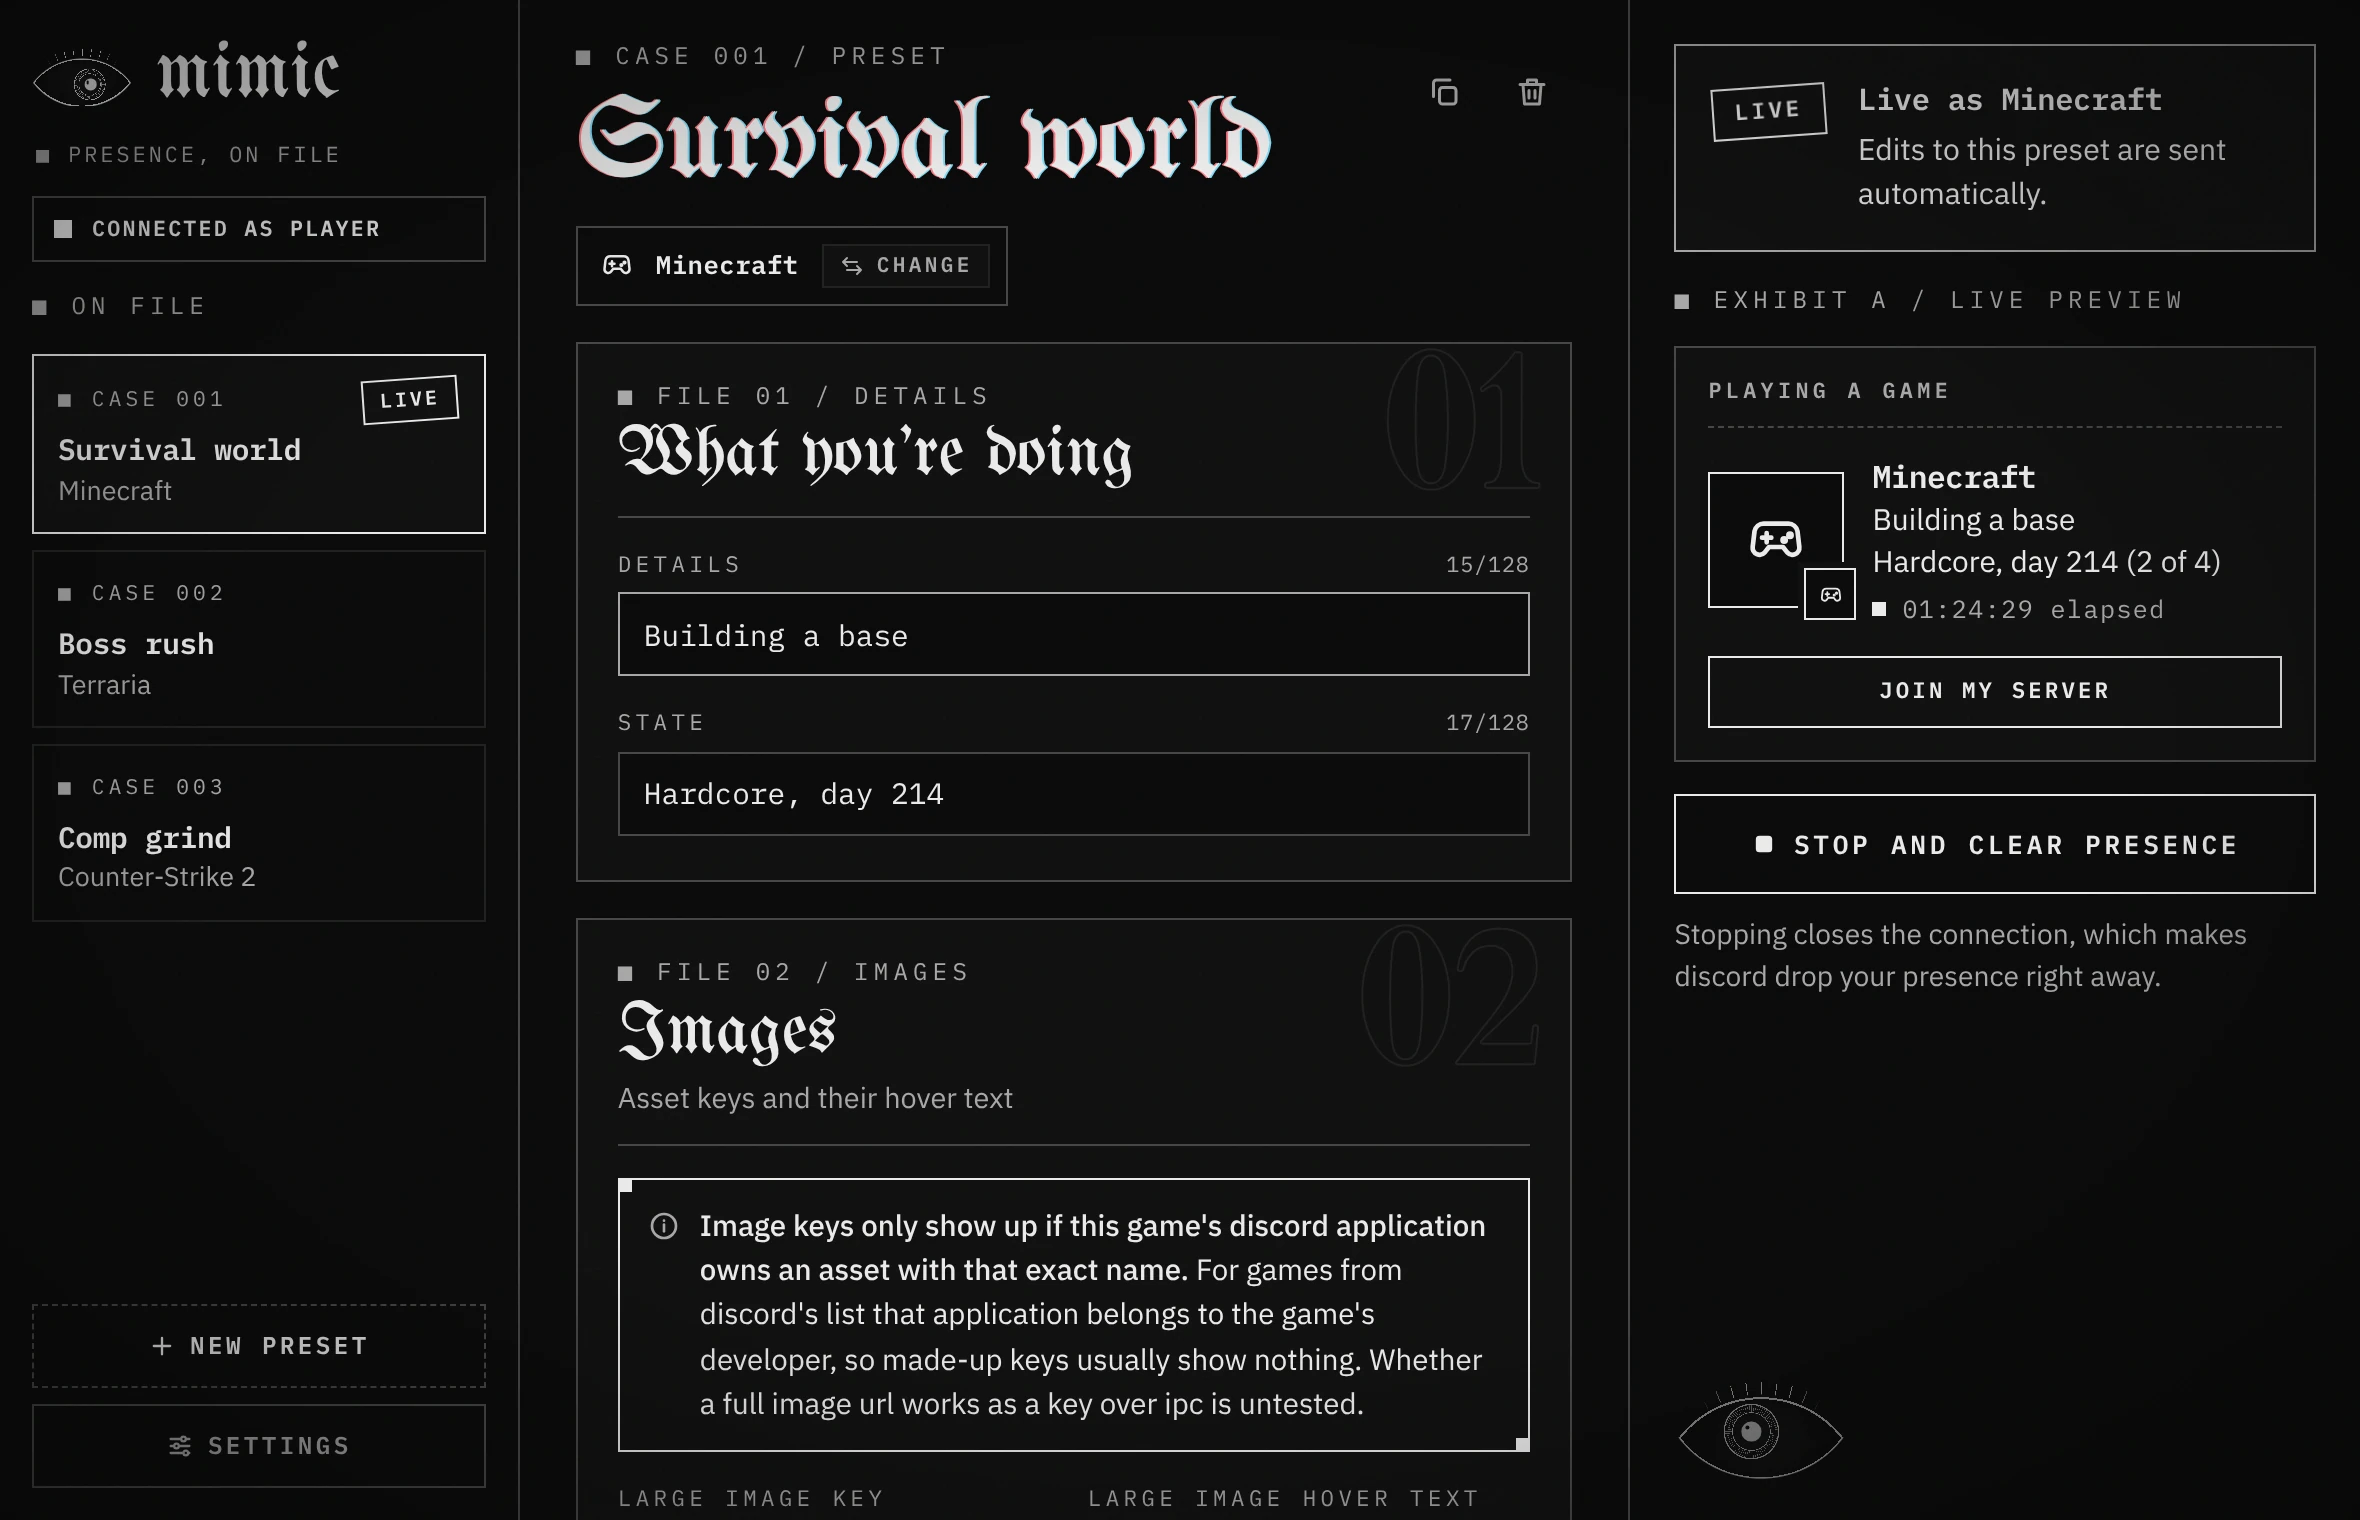 mimic
PRESENCE, ON FILE
CONNECTED AS PLAYER
ON FILE
CASE 001
LIVE
Survival world
Minecraft
CASE 002
Boss rush
Terraria
CASE 003
Comp grind
Counter-Strike 2
NEW PRESET
SETTINGS
CASE 001 / PRESET
Survival world
Minecraft
CHANGE
01
FILE 01 / DETAILS
What you're doing
DETAILS
15/128
Building a base
STATE
17/128
Hardcore, day 214
02
FILE 02 / IMAGES
Images
Asset keys and their hover text
Image keys only show up if this game's discord application
owns an asset with that exact name. For games from
discord's list that application belongs to the game's
developer, so made-up keys usually show nothing. Whether
a full image url works as a key over ipc is untested.
LARGE IMAGE KEY
LARGE IMAGE HOVER TEXT
LIVE
Live as Minecraft
Edits to this preset are sent
automatically.
EXHIBIT A / LIVE PREVIEW
PLAYING A GAME
Minecraft
Building a base
Hardcore, day 214 (2 of 4)
01:24:29 elapsed
JOIN MY SERVER
STOP AND CLEAR PRESENCE
Stopping closes the connection, which makes
discord drop your presence right away.